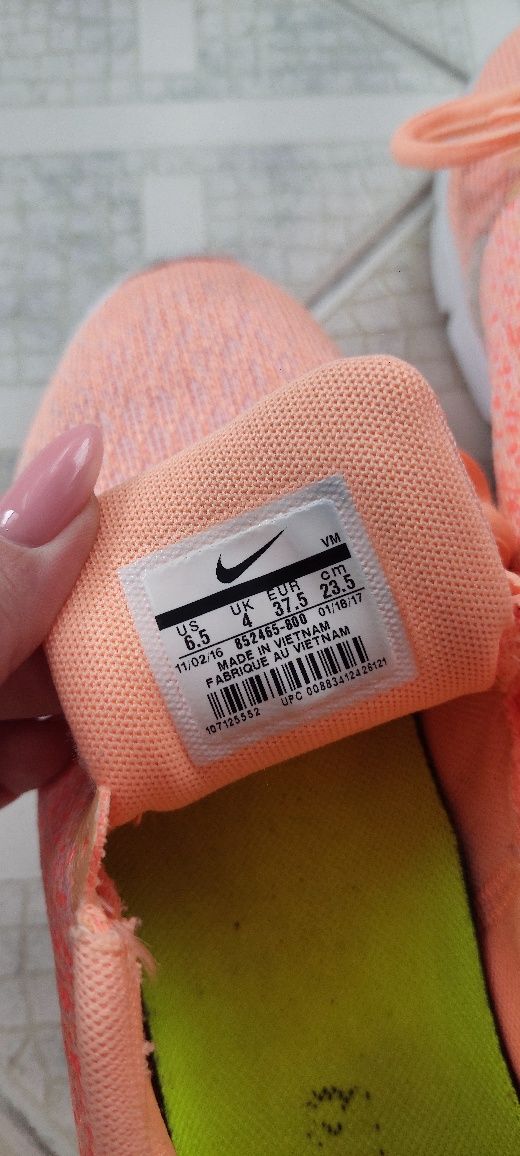 VM
US UK EUR cm
6.5 4 37.5 23.5
11/02/16 852465-800 01/18/17
MADE IN VIETNAM
FABRIQUE AU VIETNAM
107125552 UPC 00883412428121